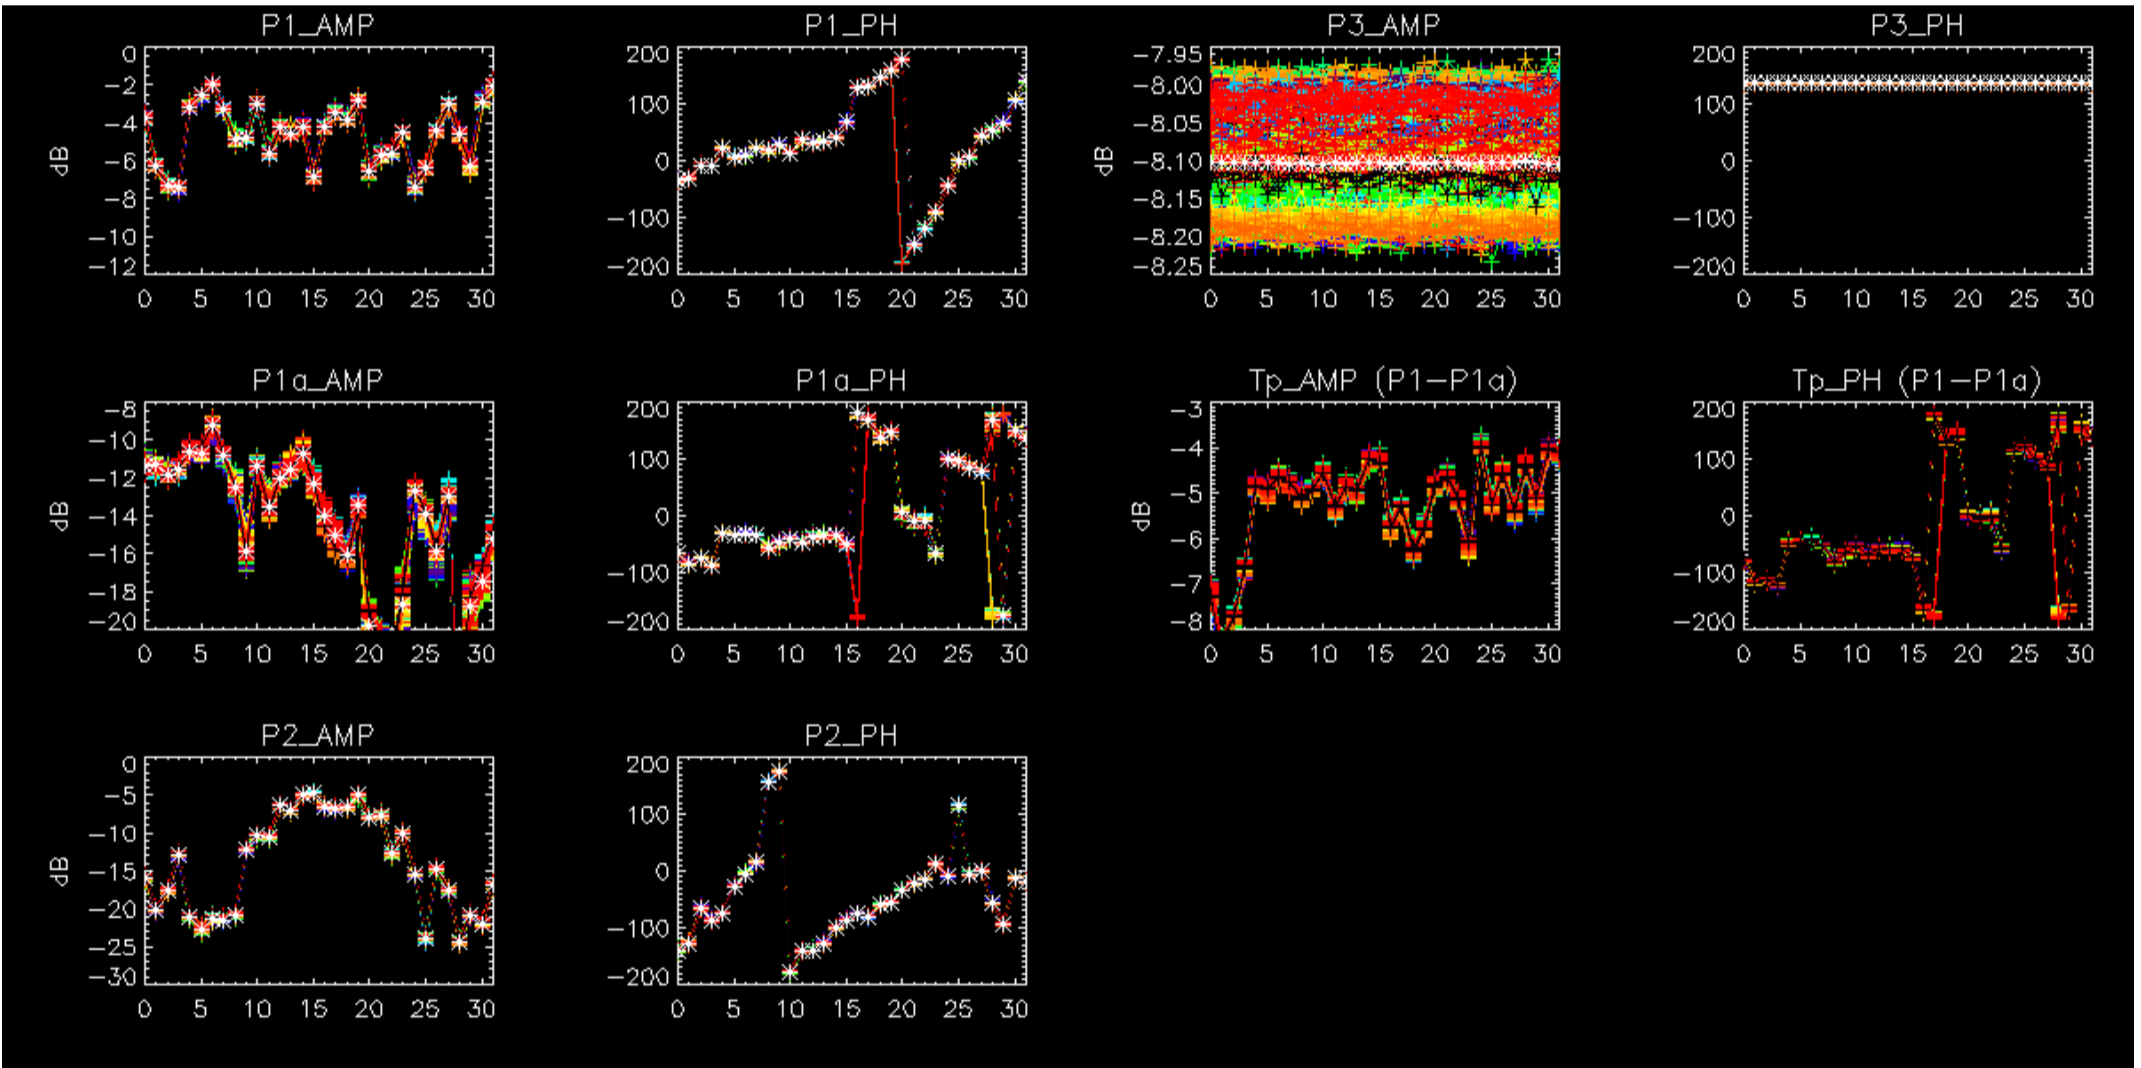 P1_AMP
0
−2
−4
−6
−8
−10
−12
dB
0 5 10 15 20 25 30
P1_PH
200
100
0
−100
−200
0 5 10 15 20 25 30
P3_AMP
−7.95
−8.00
−8.05
−8.10
−8.15
−8.20
−8.25
dB
0 5 10 15 20 25 30
P3_PH
200
100
0
−100
−200
0 5 10 15 20 25 30
P1a_AMP
−8
−10
−12
−14
−16
−18
−20
dB
0 5 10 15 20 25 30
P1a_PH
200
100
0
−100
−200
0 5 10 15 20 25 30
Tp_AMP (P1−P1a)
−3
−4
−5
−6
−7
−8
dB
0 5 10 15 20 25 30
Tp_PH (P1−P1a)
200
100
0
−100
−200
0 5 10 15 20 25 30
P2_AMP
0
−5
−10
−15
−20
−25
−30
dB
0 5 10 15 20 25 30
P2_PH
200
100
0
−100
−200
0 5 10 15 20 25 30